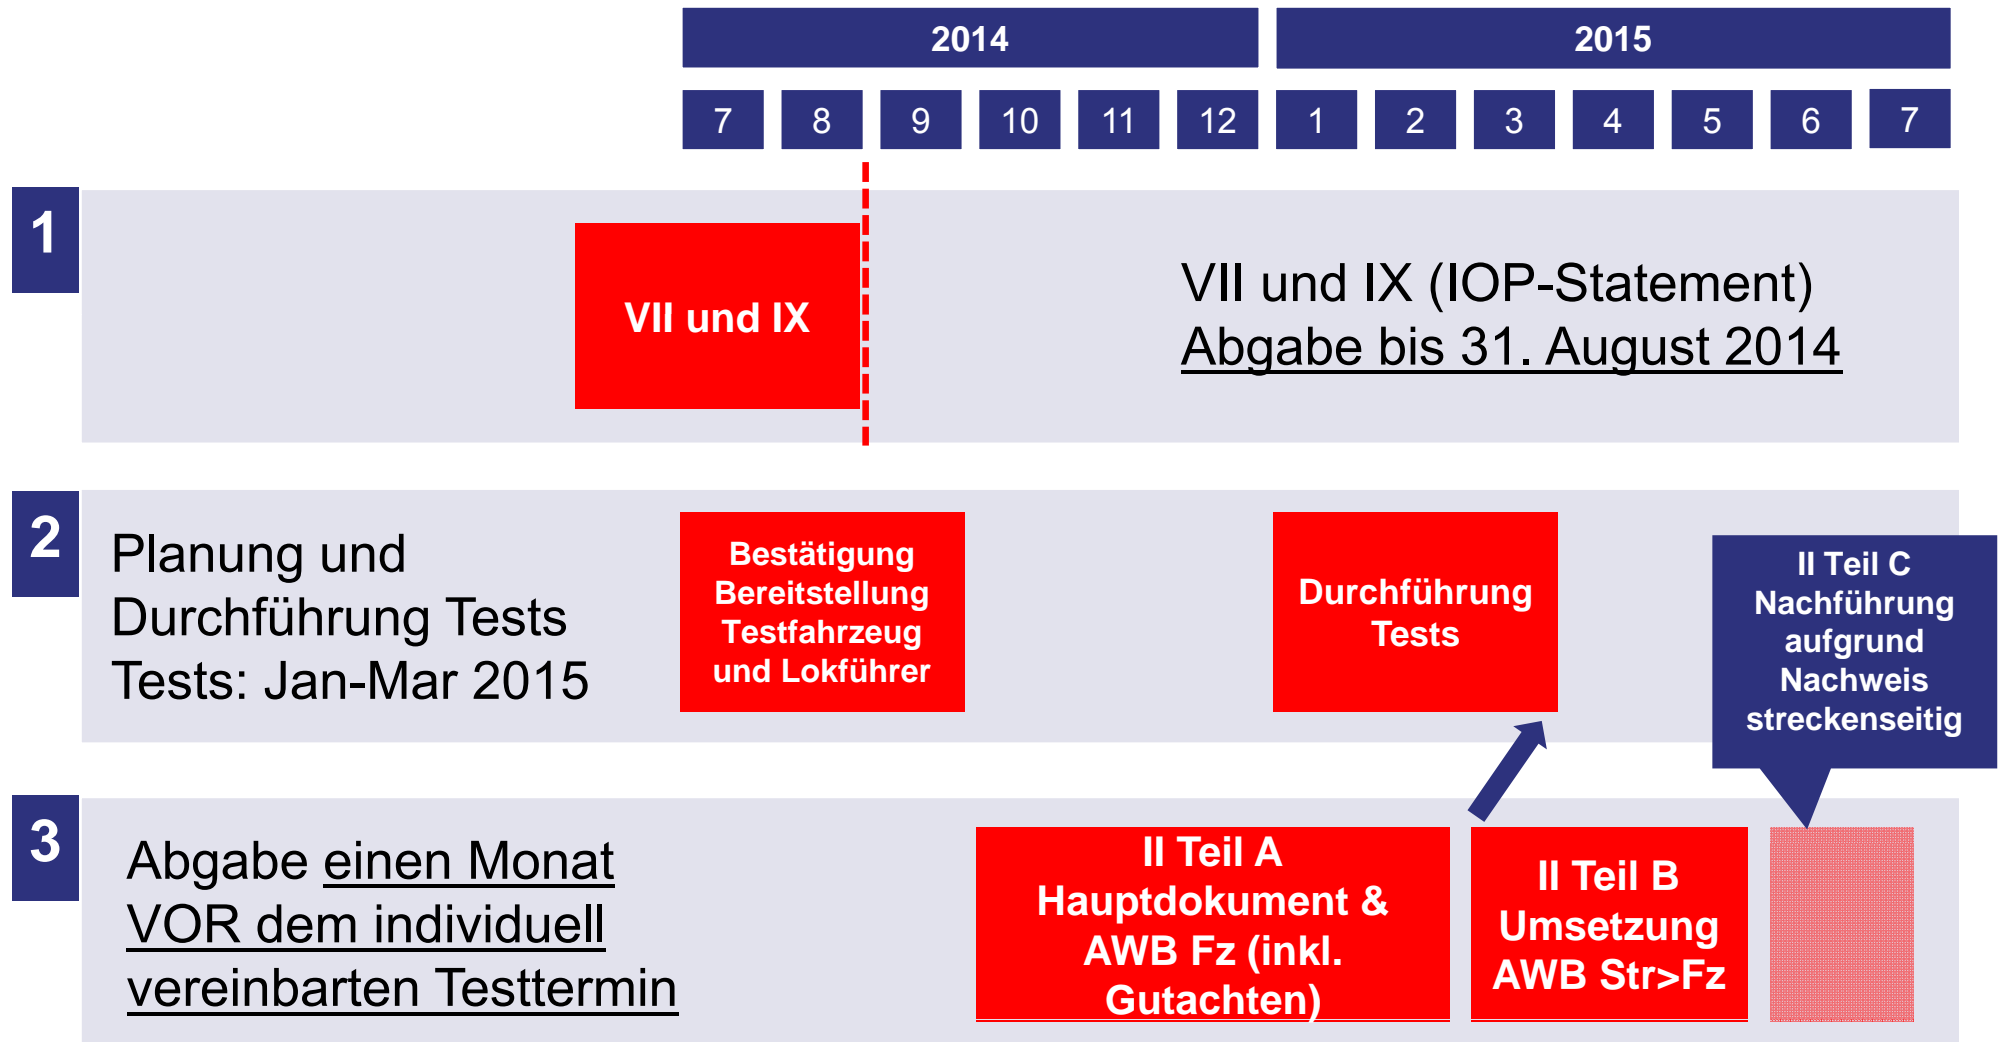 2014
2015
7 8 9 10 11 12 1 2 3 4 5 6 7
1
VII und IX
VII und IX (IOP-Statement)
Abgabe bis 31. August 2014
2
Planung und
Durchführung Tests
Tests: Jan-Mar 2015
Bestätigung
Bereitstellung
Testfahrzeug
und Lokführer
Durchführung
Tests
II Teil C
Nachführung
aufgrund
Nachweis
streckenseitig
3
Abgabe einen Monat
VOR dem individuell
vereinbarten Testtermin
II Teil A
Hauptdokument &
AWB Fz (inkl.
Gutachten)
II Teil B
Umsetzung
AWB Str>Fz